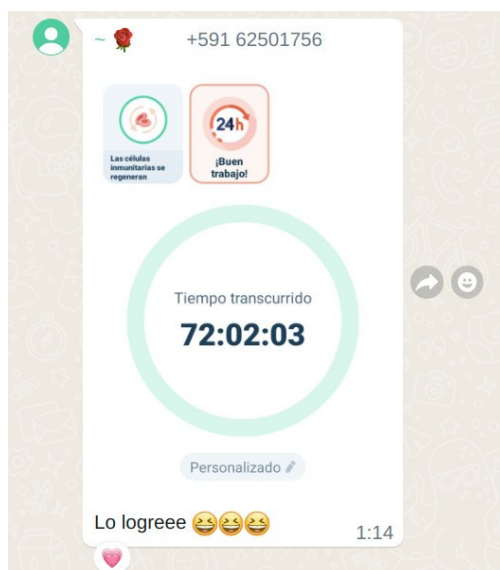 ~ 🌹 +591 62501756
24h
Las células
inmunitarias se
regeneran
¡Buen
trabajo!
Tiempo transcurrido
72:02:03
Personalizado
Lo logreee 😆😆😆
1:14